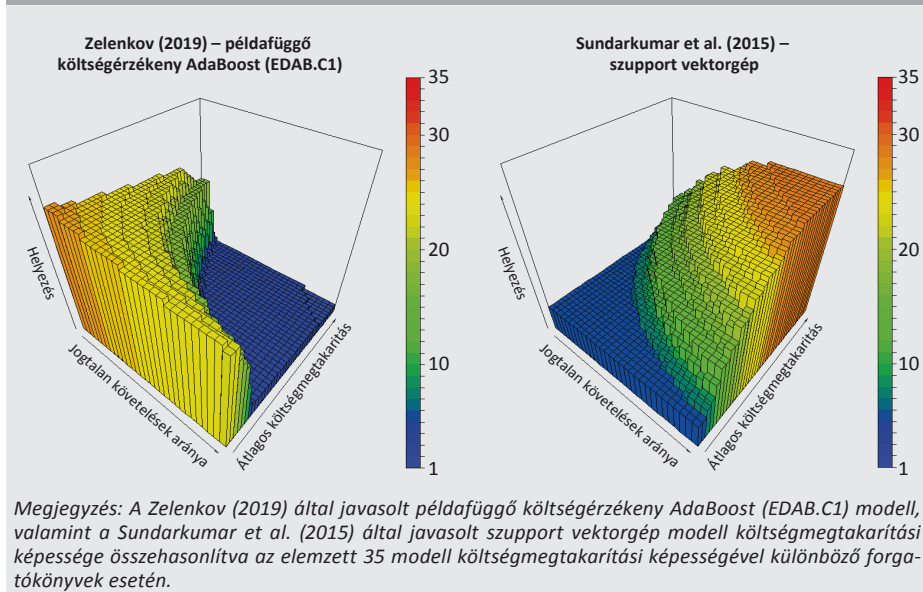 Zelenkov (2019) – példafüggő
költségérzékeny AdaBoost (EDAB.C1)
35
30
20
10
1
Helyezés
Jogtalan követelések aránya
Átlagos költségmegtakarítás
Sundarkumar et al. (2015) –
szupport vektorgép
35
30
20
10
1
Helyezés
Jogtalan követelések aránya
Átlagos költségmegtakarítás
Megjegyzés: A Zelenkov (2019) által javasolt példafüggő költségérzékeny AdaBoost (EDAB.C1) modell,
valamint a Sundarkumar et al. (2015) által javasolt szupport vektorgép modell költségmegtakarítási
képessége összehasonlítva az elemzett 35 modell költségmegtakarítási képességével különböző forga-
tókönyvek esetén.